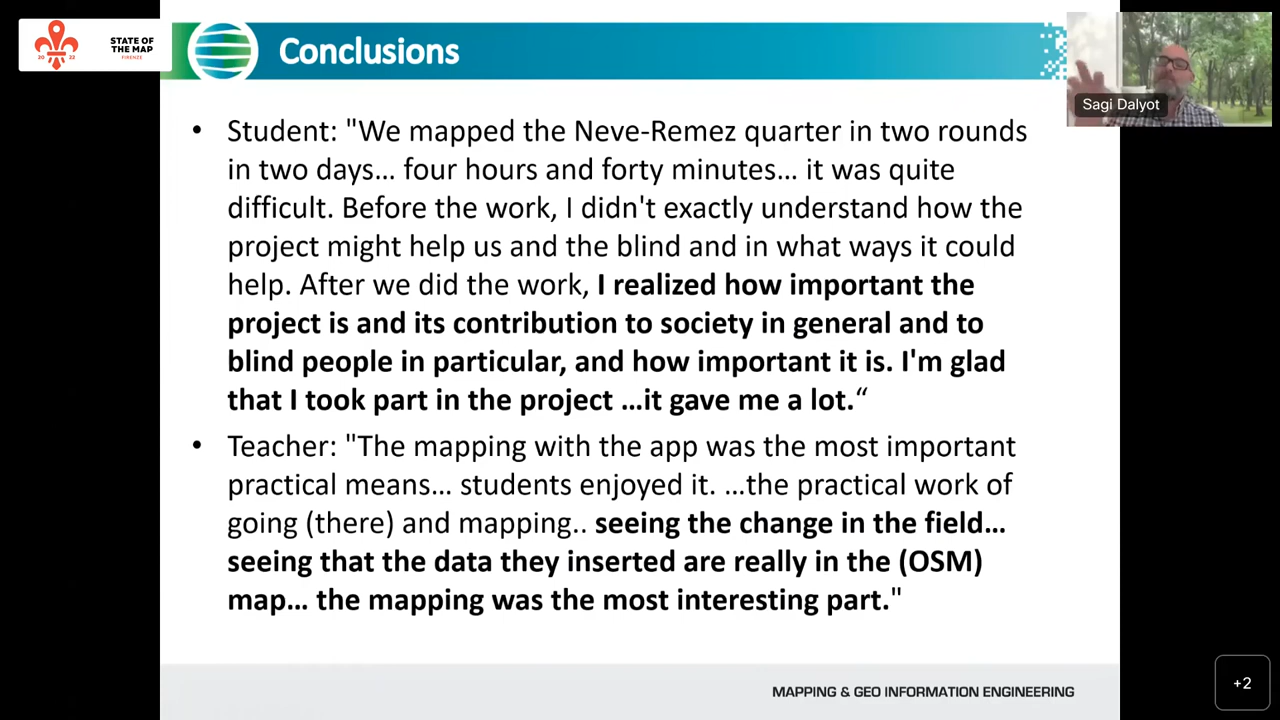 STATE OF
THE MAP
FIRENZE
20 22
Conclusions
Sagi Dalyot
• Student: "We mapped the Neve-Remez quarter in two rounds
in two days… four hours and forty minutes… it was quite
difficult. Before the work, I didn't exactly understand how the
project might help us and the blind and in what ways it could
help. After we did the work, I realized how important the
project is and its contribution to society in general and to
blind people in particular, and how important it is. I'm glad
that I took part in the project …it gave me a lot.“
• Teacher: "The mapping with the app was the most important
practical means… students enjoyed it. …the practical work of
going (there) and mapping.. seeing the change in the field…
seeing that the data they inserted are really in the (OSM)
map… the mapping was the most interesting part."
MAPPING & GEO INFORMATION ENGINEERING
+2